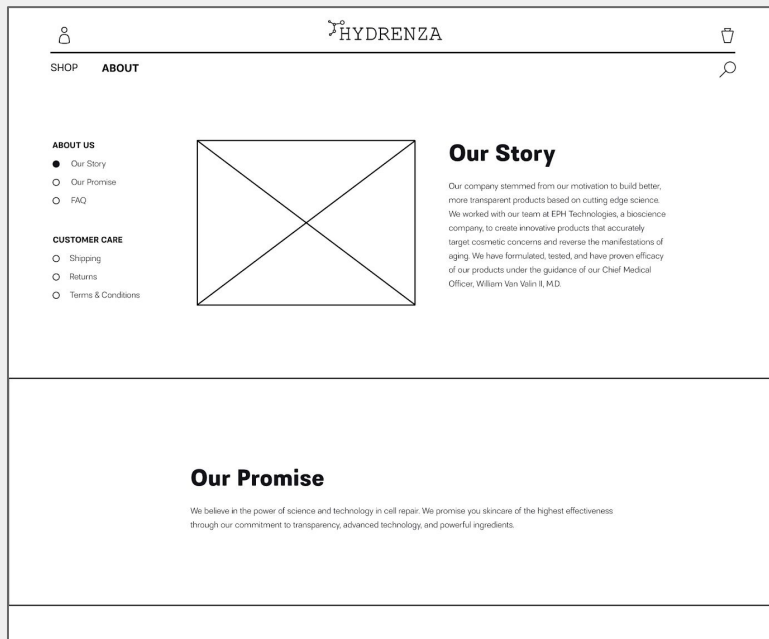 HYDRENZA
SHOP ABOUT
ABOUT US
Our Story
Our Promise
FAQ
CUSTOMER CARE
Shipping
Returns
Terms & Conditions
Our Story
Our company stemmed from our motivation to build better,
more transparent products based on cutting edge science.
We worked with our team at EPH Technologies, a bioscience
company, to create innovative products that accurately
target cosmetic concerns and reverse the manifestations of
aging. We have formulated, tested, and have proven efficacy
of our products under the guidance of our Chief Medical
Officer, William Van Valin II, M.D.
Our Promise
We believe in the power of science and technology in cell repair. We promise you skincare of the highest effectiveness
through our commitment to transparency, advanced technology, and powerful ingredients.